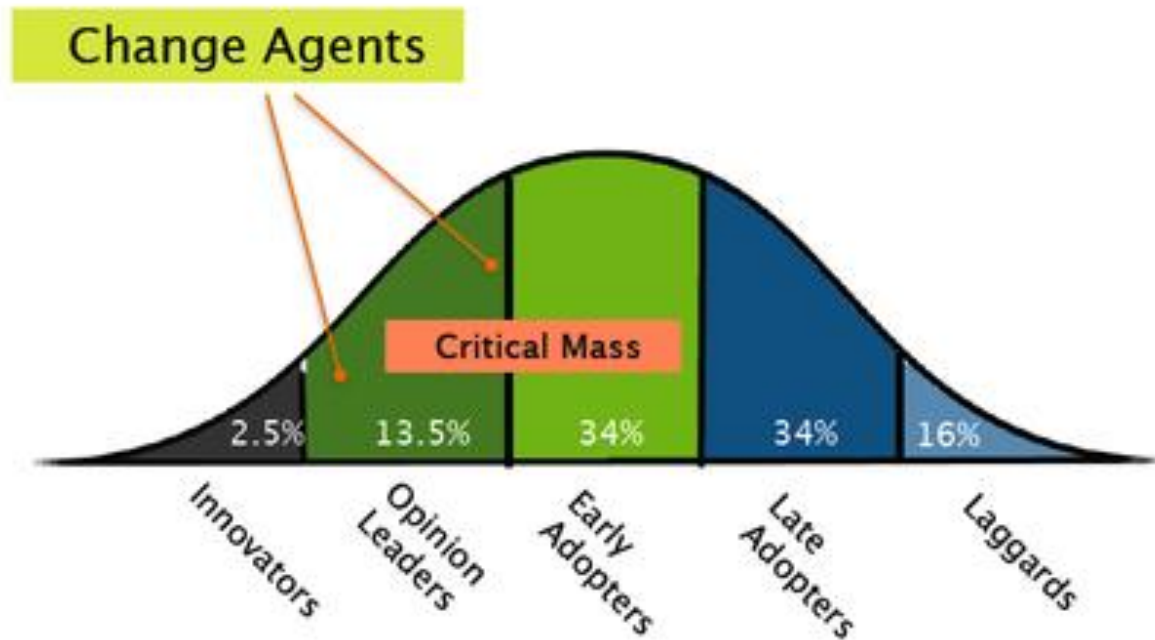 Change Agents
Critical Mass
2.5%
13.5%
34%
34%
16%
Innovators
Opinion
Leaders
Early
Adopters
Late
Adopters
Laggards